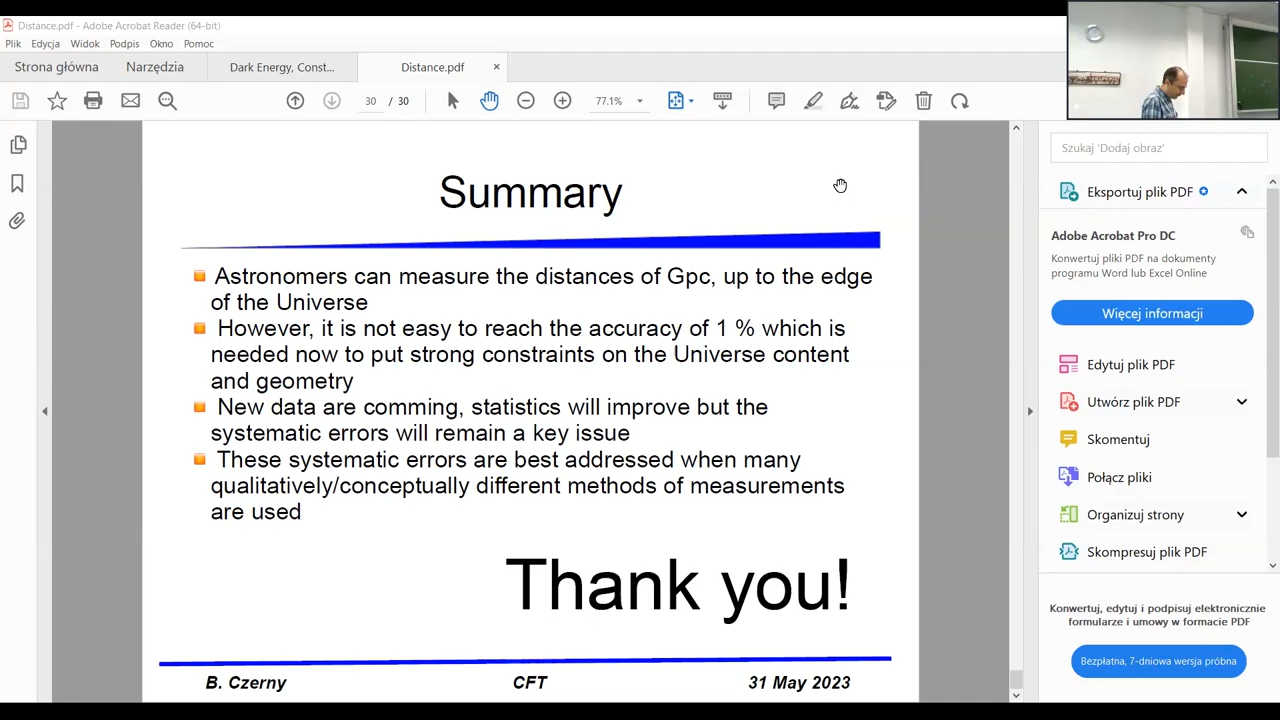 Distance.pdf - Adobe Acrobat Reader (64-bit)
Plik Edycja Widok Podpis Okno Pomoc
Strona główna Narzędzia Dark Energy, Const... Distance.pdf ×
30 / 30 77.1%
Szukaj 'Dodaj obraz'
Summary
Astronomers can measure the distances of Gpc, up to the edge
of the Universe
However, it is not easy to reach the accuracy of 1 % which is
needed now to put strong constraints on the Universe content
and geometry
New data are comming, statistics will improve but the
systematic errors will remain a key issue
These systematic errors are best addressed when many
qualitatively/conceptually different methods of measurements
are used
Thank you!
B. Czerny CFT 31 May 2023
Eksportuj plik PDF
Adobe Acrobat Pro DC
Konwertuj pliki PDF na dokumenty
programu Word lub Excel Online
Więcej informacji
Edytuj plik PDF
Utwórz plik PDF
Skomentuj
Połącz pliki
Organizuj strony
Skompresuj plik PDF
Konwertuj, edytuj i podpisuj elektronicznie
formularze i umowy w formacie PDF
Bezpłatna, 7-dniowa wersja próbna